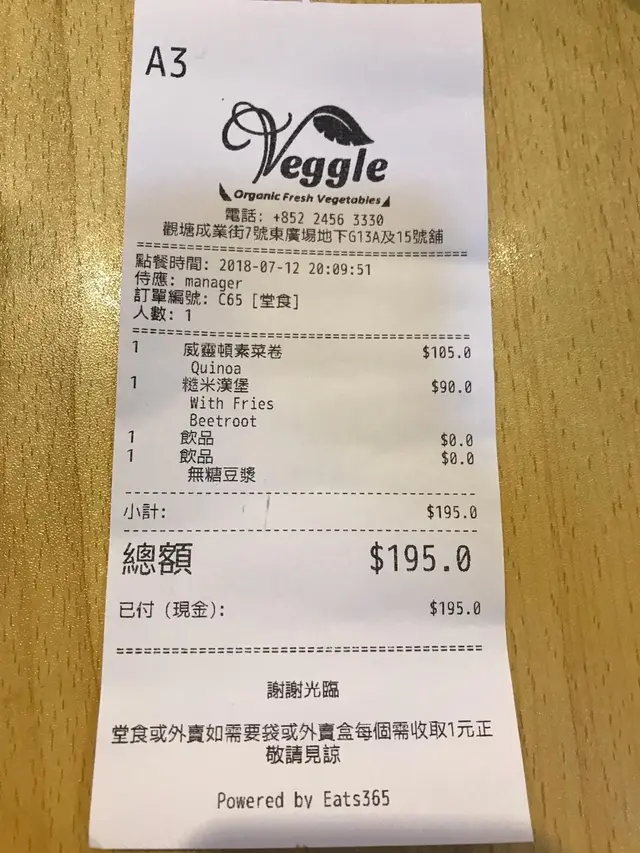 A3
Veggle
Organic Fresh Vegetables
電話: +852 2456 3330
觀塘成業街7號東廣場地下G13A及15號舖
點餐時間: 2018-07-12 20:09:51
侍應: manager
訂單編號: C65 [堂食]
人數: 1
1 威靈頓素菜卷 $105.0
Quinoa
1 糙米漢堡 $90.0
With Fries
Beetroot
1 飲品 $0.0
1 飲品 $0.0
無糖豆漿
小計: $195.0
總額 $195.0
已付 (現金): $195.0
謝謝光臨
堂食或外賣如需要袋或外賣盒每個需收取1元正
敬請見諒
Powered by Eats365